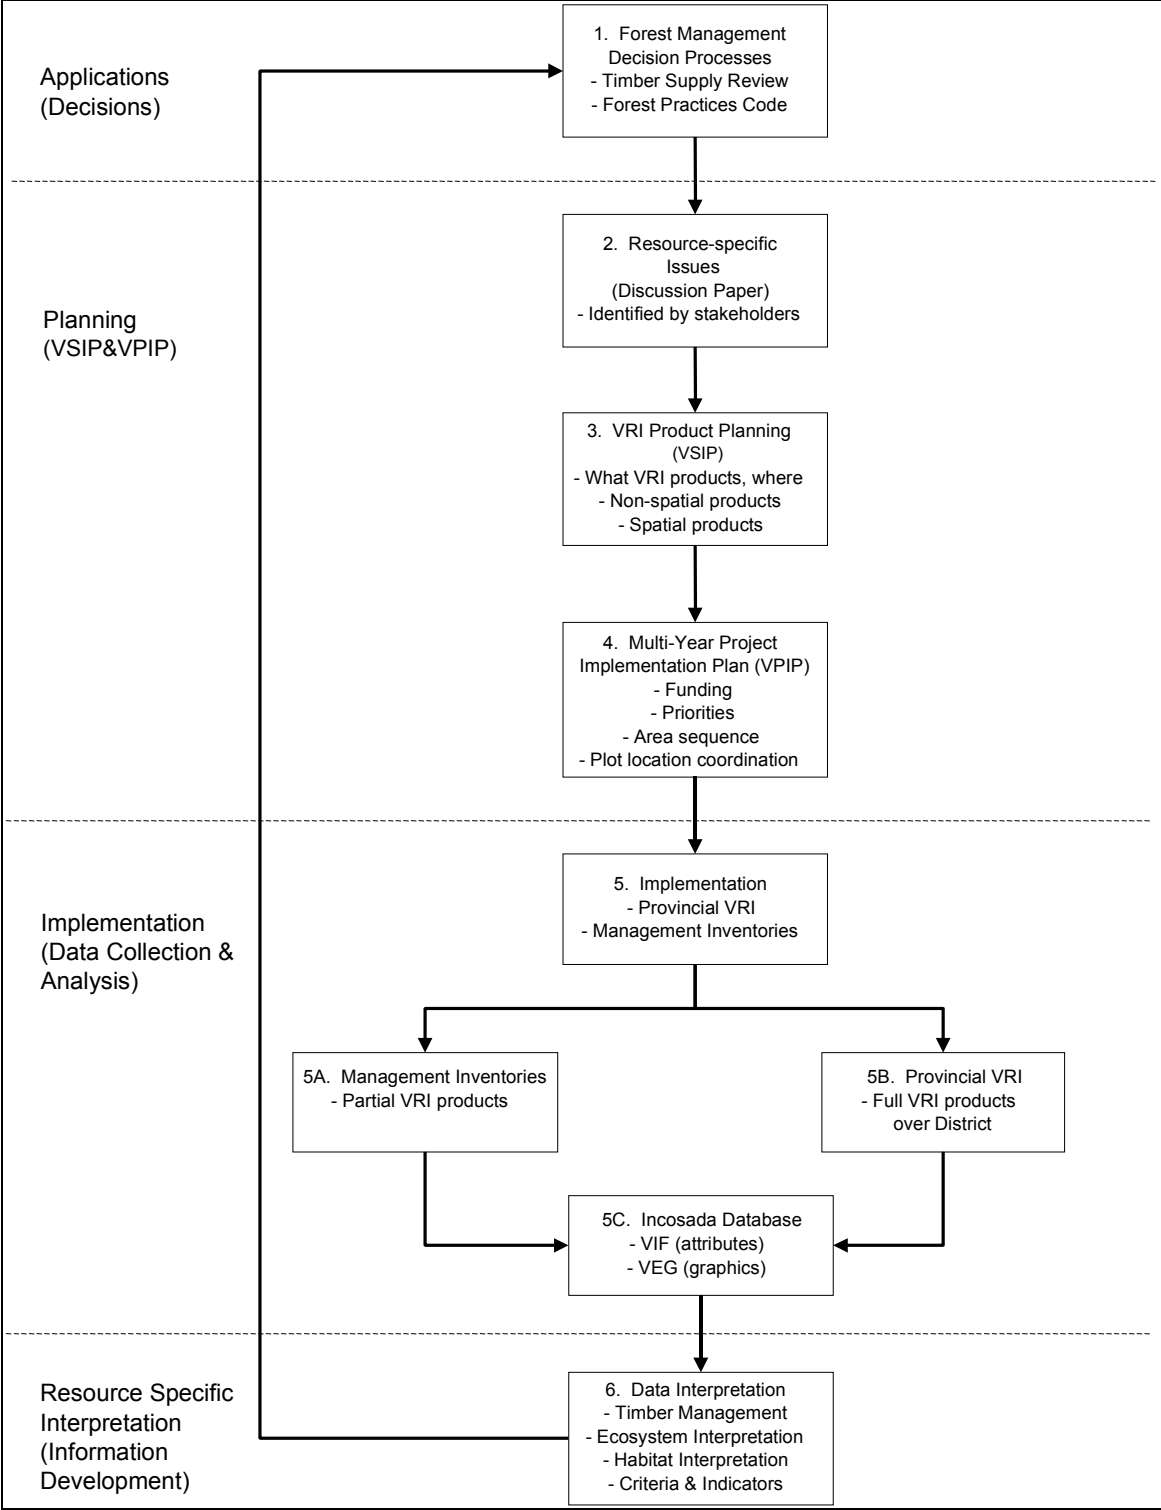 Applications
(Decisions)
1.  Forest Management
Decision Processes
- Timber Supply Review
- Forest Practices Code
Planning
(VSIP&VPIP)
2.  Resource-specific
Issues
(Discussion Paper)
- Identified by stakeholders
3.  VRI Product Planning
(VSIP)
- What VRI products, where
- Non-spatial products
- Spatial products
4.  Multi-Year Project
Implementation Plan (VPIP)
- Funding
- Priorities
- Area sequence
- Plot location coordination
Implementation
(Data Collection &
Analysis)
5.  Implementation
- Provincial VRI
- Management Inventories
5A.  Management Inventories
- Partial VRI products
5B.  Provincial VRI
- Full VRI products
over District
5C.  Incosada Database
- VIF (attributes)
- VEG (graphics)
Resource Specific
Interpretation
(Information
Development)
6.  Data Interpretation
- Timber Management
- Ecosystem Interpretation
- Habitat Interpretation
- Criteria & Indicators